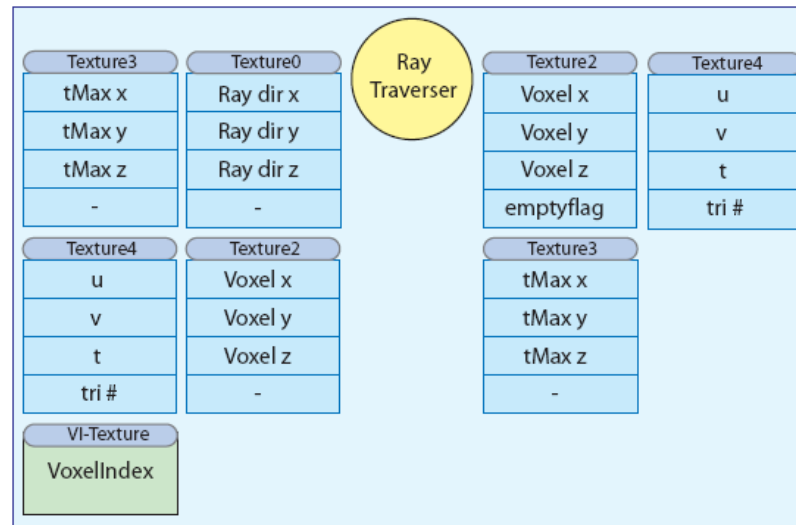 Texture3
tMax x
tMax y
tMax z
-
Texture0
Ray dir x
Ray dir y
Ray dir z
-
Ray
Traverser
Texture2
Voxel x
Voxel y
Voxel z
emptyflag
Texture4
u
v
t
tri #
Texture4
u
v
t
tri #
Texture2
Voxel x
Voxel y
Voxel z
-
Texture3
tMax x
tMax y
tMax z
-
VI-Texture
VoxelIndex